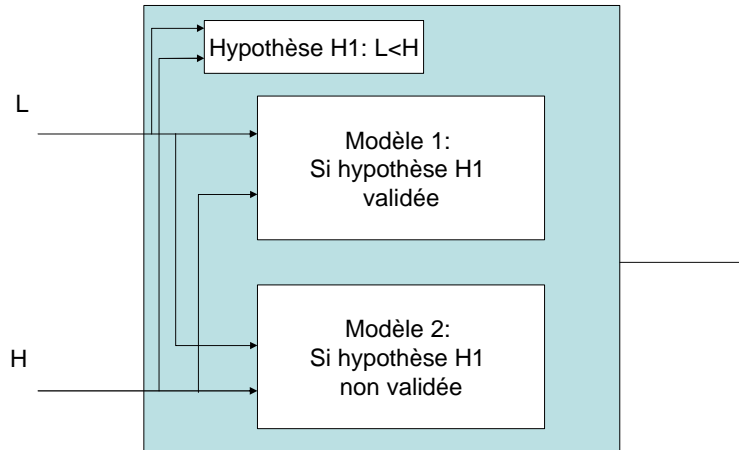 Hypothèse H1: L<H
L
Modèle 1:
Si hypothèse H1
validée
Modèle 2:
Si hypothèse H1
non validée
H